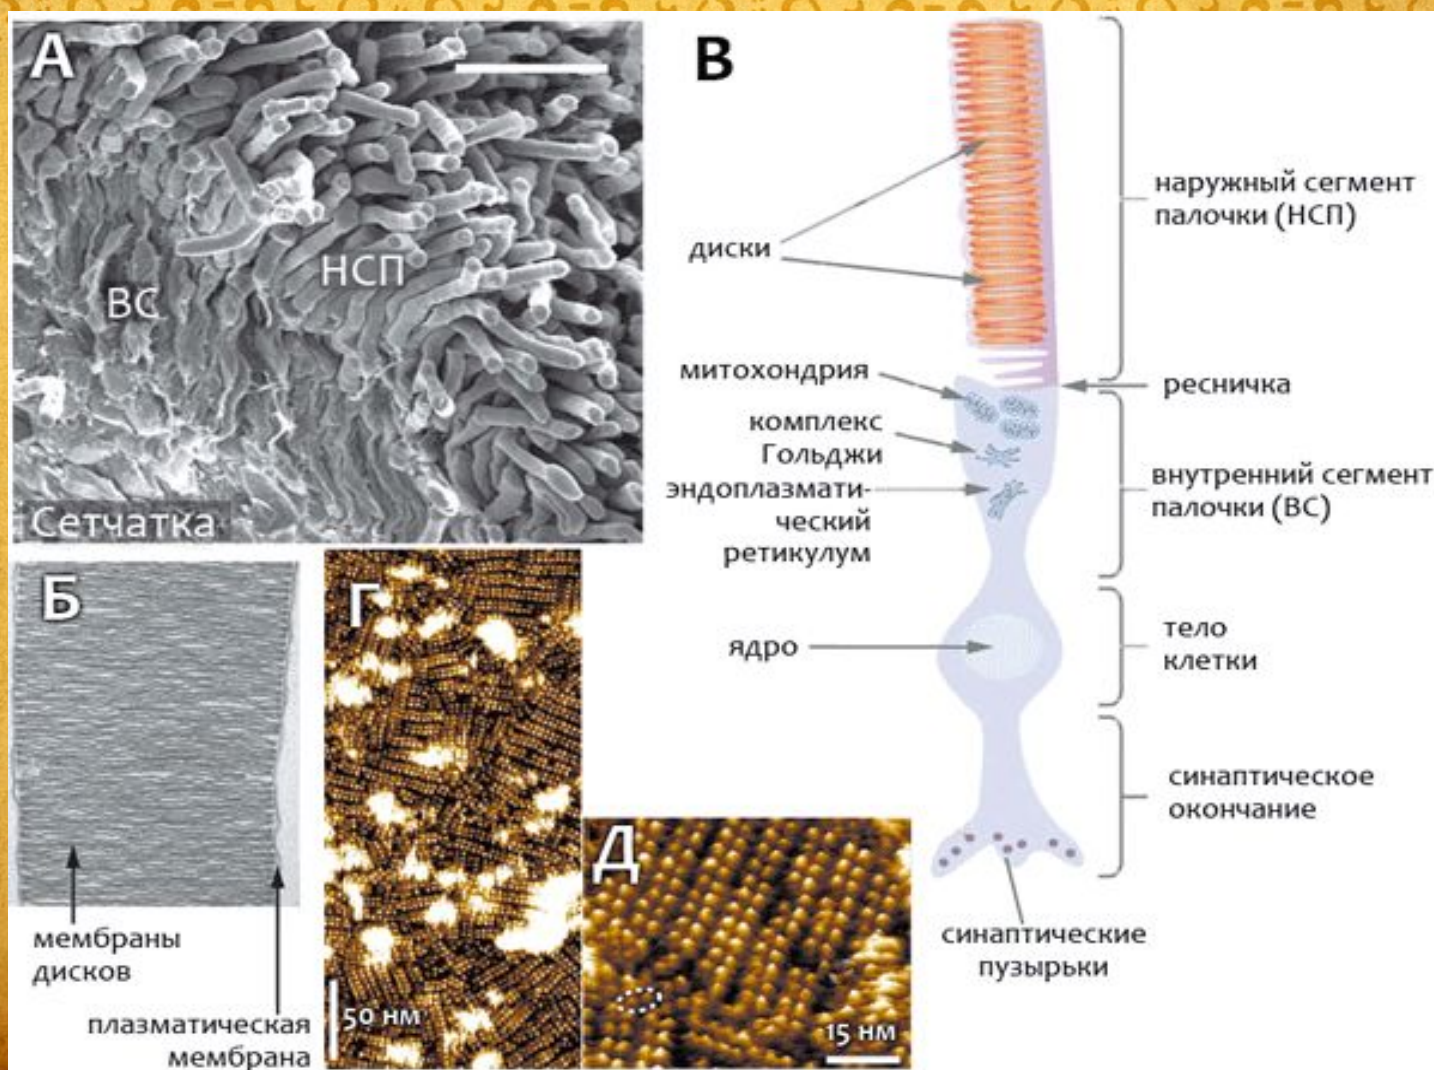 А
ВС
НСП
Сетчатка
Б
мембраны
дисков
плазматическая
мембрана
Г
50 нм
Д
15 нм
В
диски
наружный сегмент
палочки (НСП)
митохондрия
ресничка
комплекс
Гольджи
эндоплазмати-
ческий
ретикулум
внутренний сегмент
палочки (ВС)
ядро
тело
клетки
синаптическое
окончание
синаптические
пузырьки